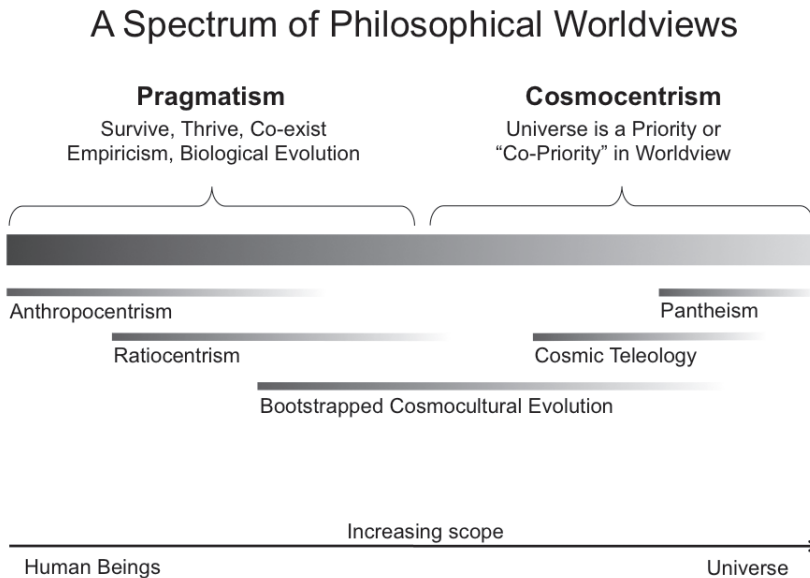 A Spectrum of Philosophical Worldviews
Pragmatism
Survive, Thrive, Co-exist
Empiricism, Biological Evolution
Cosmocentrism
Universe is a Priority or
“Co-Priority” in Worldview
Anthropocentrism
Pantheism
Ratiocentrism
Cosmic Teleology
Bootstrapped Cosmocultural Evolution
Increasing scope
Human Beings
Universe